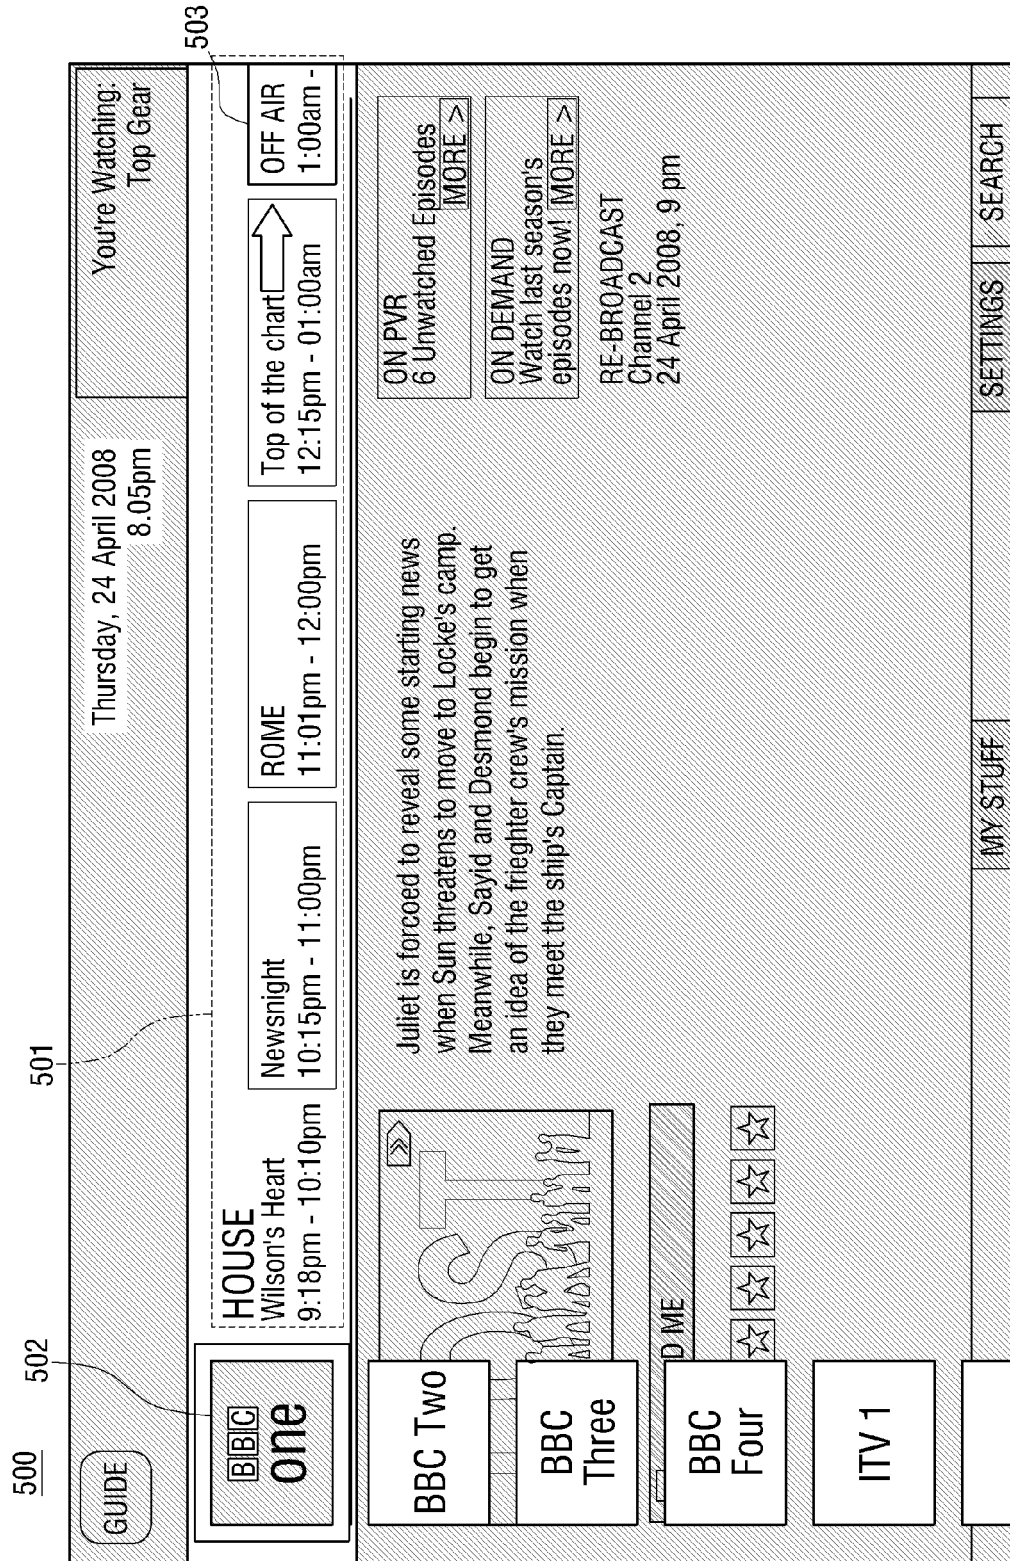 500
502
501
503
GUIDE
Thursday, 24 April 2008
8.05pm
You're Watching:
Top Gear
BBC
one
HOUSE
Wilson's Heart
9:18pm - 10:10pm
Newsnight
10:15pm - 11:00pm
ROME
11:01pm - 12:00pm
Top of the chart
12:15pm - 01:00am
OFF AIR
1:00am -
BBC Two
BBC
Three
BBC
Four
ITV 1
OST
D ME
Juliet is forcoed to reveal some starting news
when Sun threatens to move to Locke's camp.
Meanwhile, Sayid and Desmond begin to get
an idea of the frieghter crew's mission when
they meet the ship's Captain.
ON PVR
6 Unwatched Episodes
MORE >
ON DEMAND
Watch last season's
episodes now! MORE >
RE-BROADCAST
Channel 2
24 April 2008, 9 pm
MY STUFF
SETTINGS
SEARCH